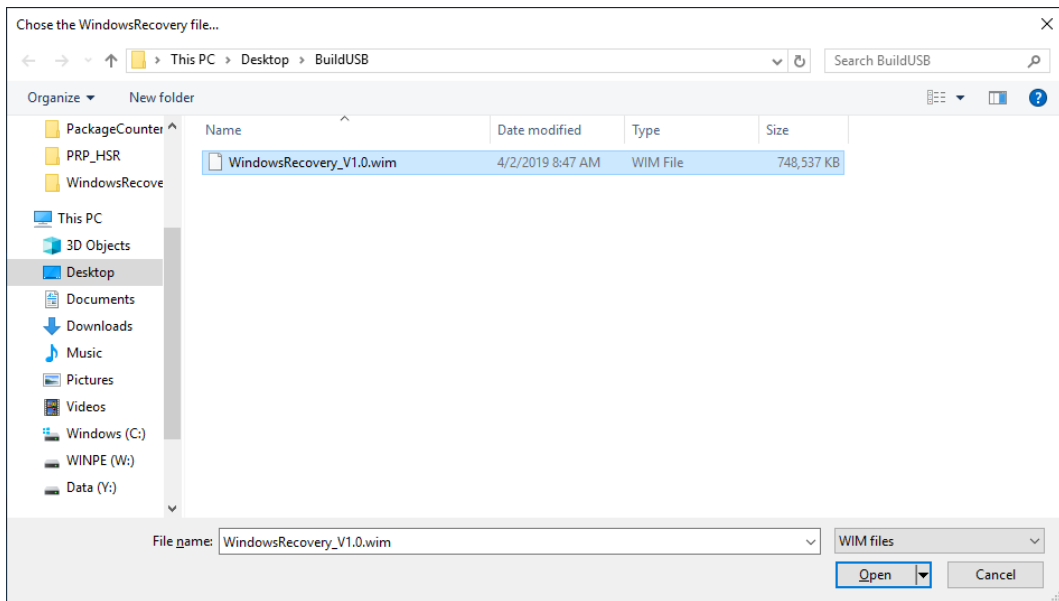 Chose the WindowsRecovery file...
This PC > Desktop > BuildUSB
Search BuildUSB
Organize
New folder
PackageCounter
PRP_HSR
WindowsRecove
This PC
3D Objects
Desktop
Documents
Downloads
Music
Pictures
Videos
Windows (C:)
WINPE (W:)
Data (Y:)
Name Date modified Type Size
WindowsRecovery_V1.0.wim 4/2/2019 8:47 AM WIM File 748,537 KB
File name: WindowsRecovery_V1.0.wim
WIM files
Open
Cancel